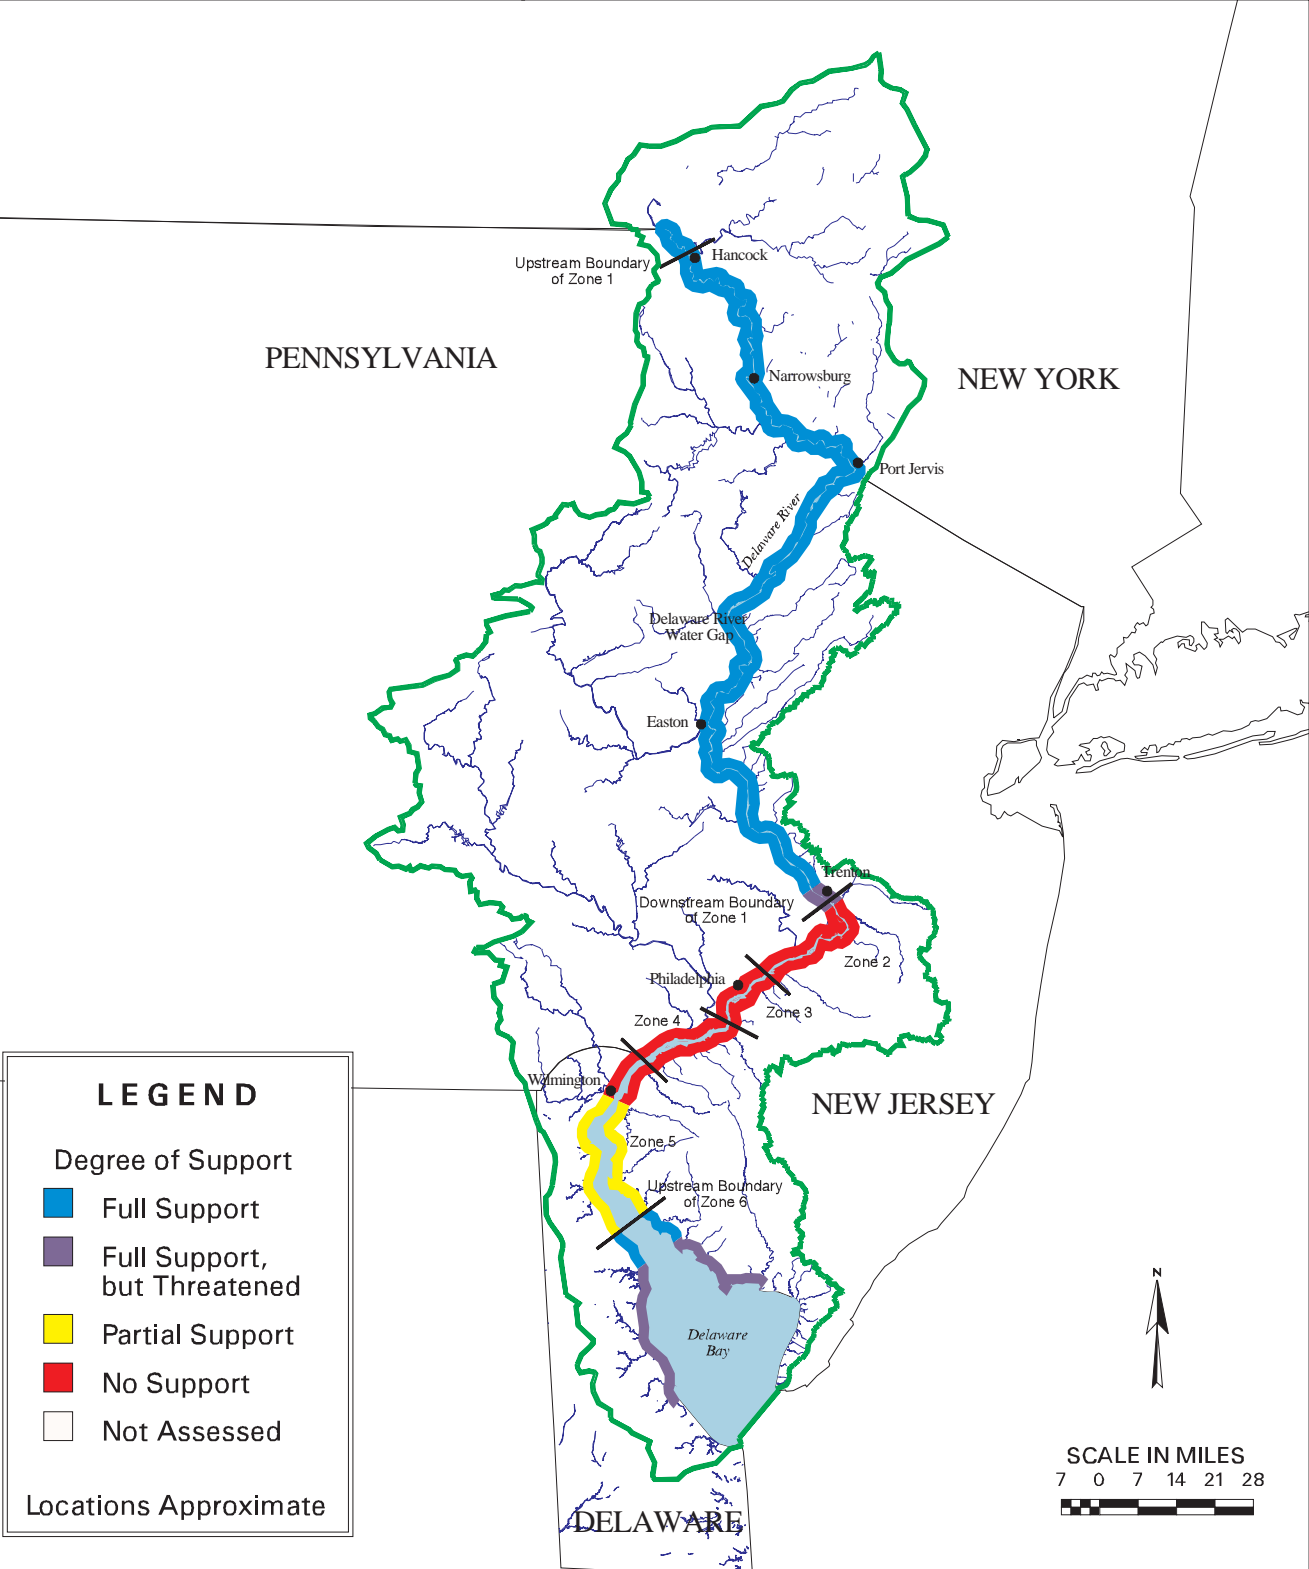 Hancock
Upstream Boundary
of Zone 1
PENNSYLVANIA
Narrowsburg
NEW YORK
Port Jervis
Delaware River
Delaware River
Water Gap
Easton
Trenton
Downstream Boundary
of Zone 1
Zone 2
Philadelphia
Zone 3
Zone 4
Wilmington
NEW JERSEY
Zone 5
Upstream Boundary
of Zone 6
Delaware
Bay
DELAWARE
LEGEND
Degree of Support
Full Support
Full Support,
but Threatened
Partial Support
No Support
Not Assessed
Locations Approximate
N
SCALE IN MILES
7 0 7 14 21 28